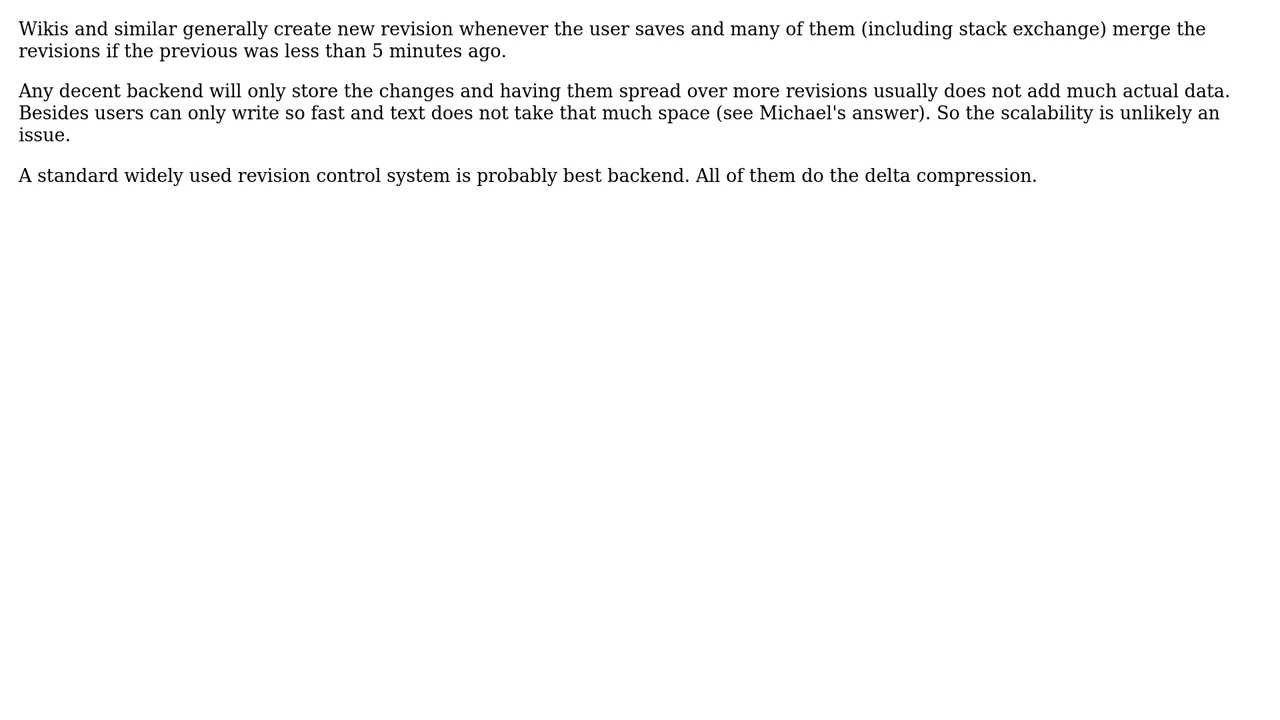 Wikis and similar generally create new revision whenever the user saves and many of them (including stack exchange) merge the
revisions if the previous was less than 5 minutes ago.
Any decent backend will only store the changes and having them spread over more revisions usually does not add much actual data.
Besides users can only write so fast and text does not take that much space (see Michael's answer). So the scalability is unlikely an
issue.
A standard widely used revision control system is probably best backend. All of them do the delta compression.